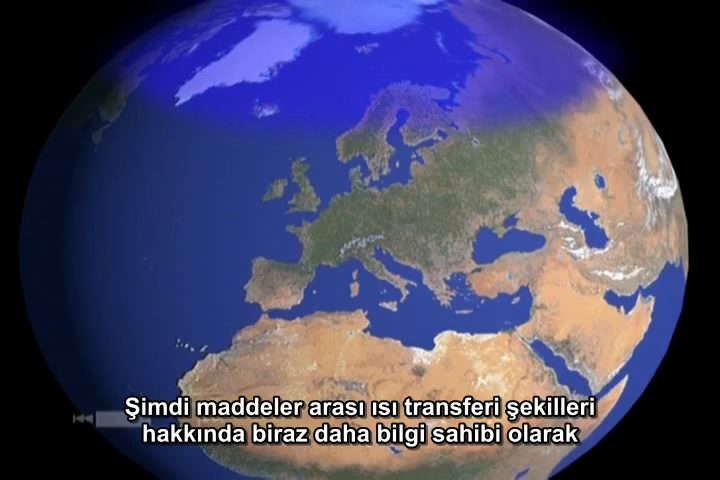 Şimdi maddeler arası ısı transferi şekilleri
hakkında biraz daha bilgi sahibi olarak